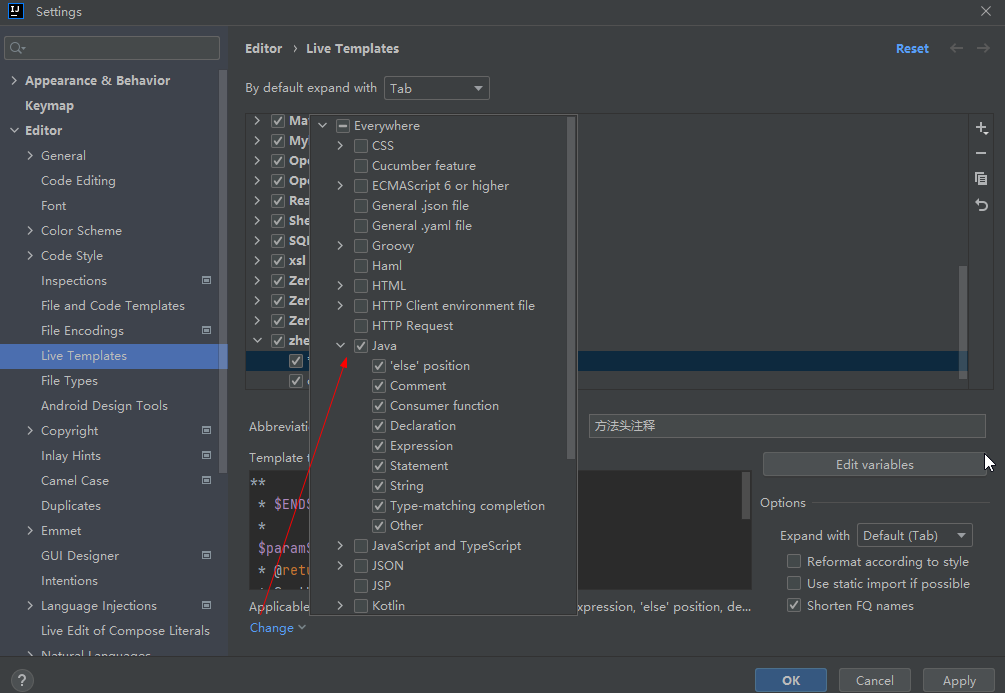 IJ
Settings
Appearance & Behavior
Keymap
Editor
General
Code Editing
Font
Color Scheme
Code Style
Inspections
File and Code Templates
File Encodings
Live Templates
File Types
Android Design Tools
Copyright
Inlay Hints
Camel Case
Duplicates
Emmet
GUI Designer
Intentions
Language Injections
Live Edit of Compose Literals
Natural Languages
Editor › Live Templates
Reset
By default expand with Tab
Ma
My
Ope
Ope
Rea
She
SQL
xsl
Zen
Zen
Zen
zhe
Everywhere
CSS
Cucumber feature
ECMAScript 6 or higher
General .json file
General .yaml file
Groovy
Haml
HTML
HTTP Client environment file
HTTP Request
Java
'else' position
Comment
Consumer function
Declaration
Expression
Statement
String
Type-matching completion
Other
JavaScript and TypeScript
JSON
JSP
Kotlin
Abbreviati
方法头注释
Template t
**
* $END$
*
$param$
* @retu
Applicable
xpression, 'else' position, de...
Change
Edit variables
Options
Expand with Default (Tab)
Reformat according to style
Use static import if possible
Shorten FQ names
?
OK
Cancel
Apply